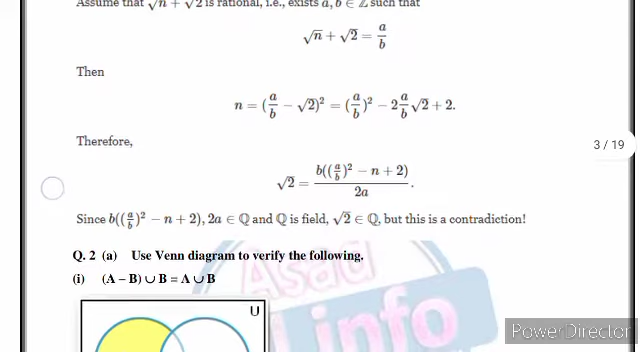 Assume that √n + √2 is rational, i.e., exists a, b ∈ ℤ such that
√n + √2 = a/b
Then
n = (a/b − √2)² = (a/b)² − 2 a/b √2 + 2.
Therefore,
3 / 19
√2 = b((a/b)² − n + 2) / 2a .
Since b((a/b)² − n + 2), 2a ∈ ℚ and ℚ is field, √2 ∈ ℚ, but this is a contradiction!
Q. 2 (a) Use Venn diagram to verify the following.
(i) (A – B) ∪ B = A ∪ B
U
Asad
info
PowerDirector